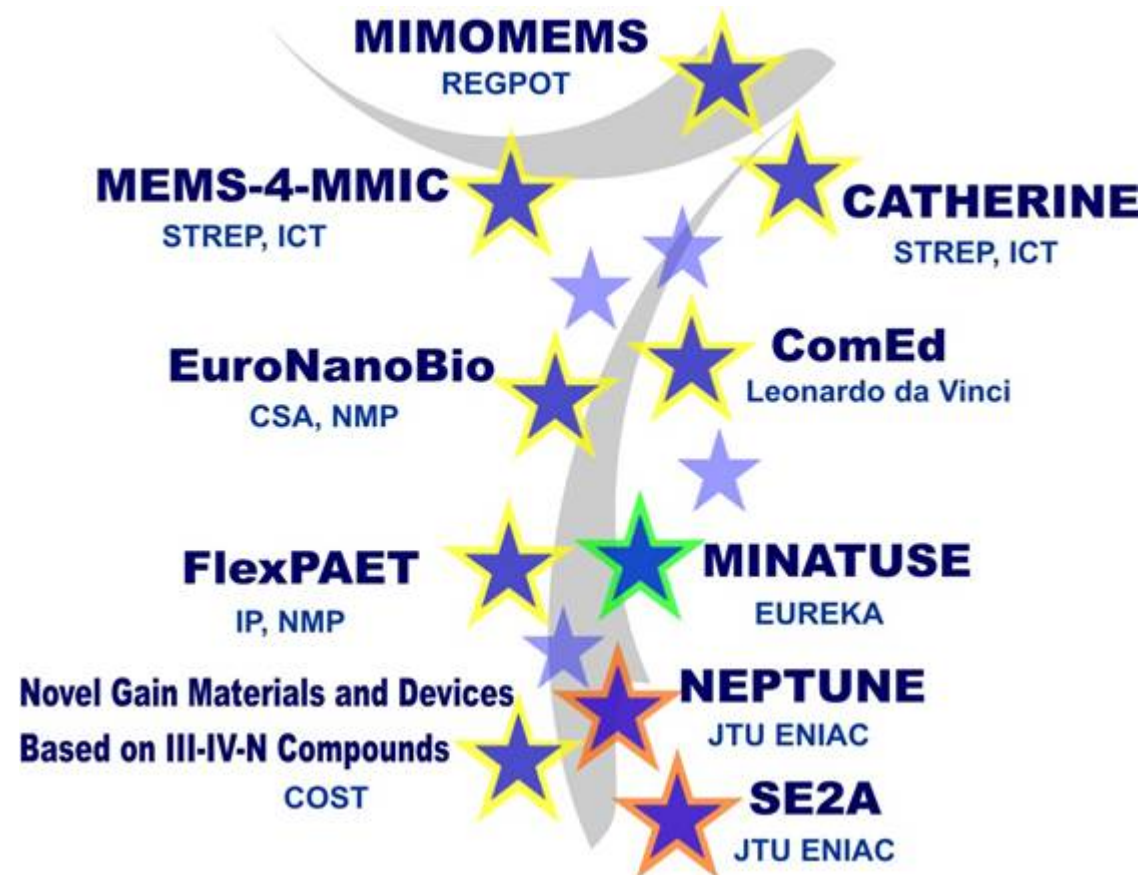 MIMOMEMS
REGPOT
MEMS-4-MMIC
STREP, ICT
CATHERINE
STREP, ICT
EuroNanoBio
CSA, NMP
ComEd
Leonardo da Vinci
FlexPAET
IP, NMP
MINATUSE
EUREKA
Novel Gain Materials and Devices
Based on III-IV-N Compounds
COST
NEPTUNE
JTU ENIAC
SE2A
JTU ENIAC